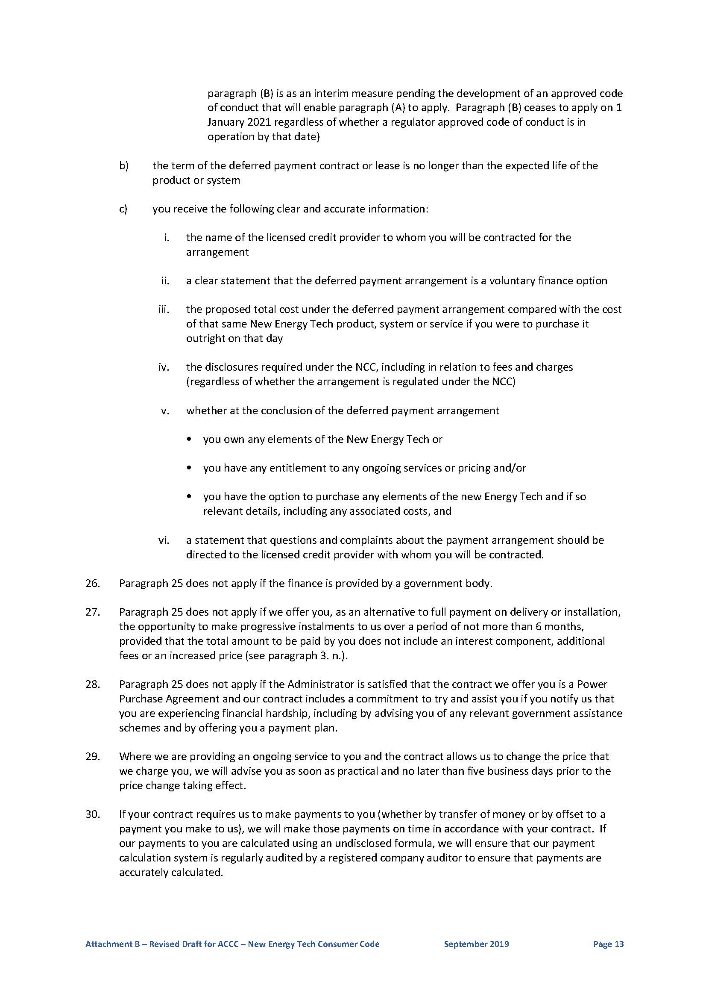 paragraph (B) is as an interim measure pending the development of an approved code
of conduct that will enable paragraph (A) to apply.  Paragraph (B) ceases to apply on 1
January 2021 regardless of whether a regulator approved code of conduct is in
operation by that date)
b) the term of the deferred payment contract or lease is no longer than the expected life of the
product or system
c) you receive the following clear and accurate information:
i. the name of the licensed credit provider to whom you will be contracted for the
arrangement
ii. a clear statement that the deferred payment arrangement is a voluntary finance option
iii. the proposed total cost under the deferred payment arrangement compared with the cost
of that same New Energy Tech product, system or service if you were to purchase it
outright on that day
iv. the disclosures required under the NCC, including in relation to fees and charges
(regardless of whether the arrangement is regulated under the NCC)
v. whether at the conclusion of the deferred payment arrangement
• you own any elements of the New Energy Tech or
• you have any entitlement to any ongoing services or pricing and/or
• you have the option to purchase any elements of the new Energy Tech and if so
relevant details, including any associated costs, and
vi. a statement that questions and complaints about the payment arrangement should be
directed to the licensed credit provider with whom you will be contracted.
26. Paragraph 25 does not apply if the finance is provided by a government body.
27. Paragraph 25 does not apply if we offer you, as an alternative to full payment on delivery or installation,
the opportunity to make progressive instalments to us over a period of not more than 6 months,
provided that the total amount to be paid by you does not include an interest component, additional
fees or an increased price (see paragraph 3. n.).
28. Paragraph 25 does not apply if the Administrator is satisfied that the contract we offer you is a Power
Purchase Agreement and our contract includes a commitment to try and assist you if you notify us that
you are experiencing financial hardship, including by advising you of any relevant government assistance
schemes and by offering you a payment plan.
29. Where we are providing an ongoing service to you and the contract allows us to change the price that
we charge you, we will advise you as soon as practical and no later than five business days prior to the
price change taking effect.
30. If your contract requires us to make payments to you (whether by transfer of money or by offset to a
payment you make to us), we will make those payments on time in accordance with your contract.  If
our payments to you are calculated using an undisclosed formula, we will ensure that our payment
calculation system is regularly audited by a registered company auditor to ensure that payments are
accurately calculated.
Attachment B – Revised Draft for ACCC – New Energy Tech Consumer Code September 2019 Page 13